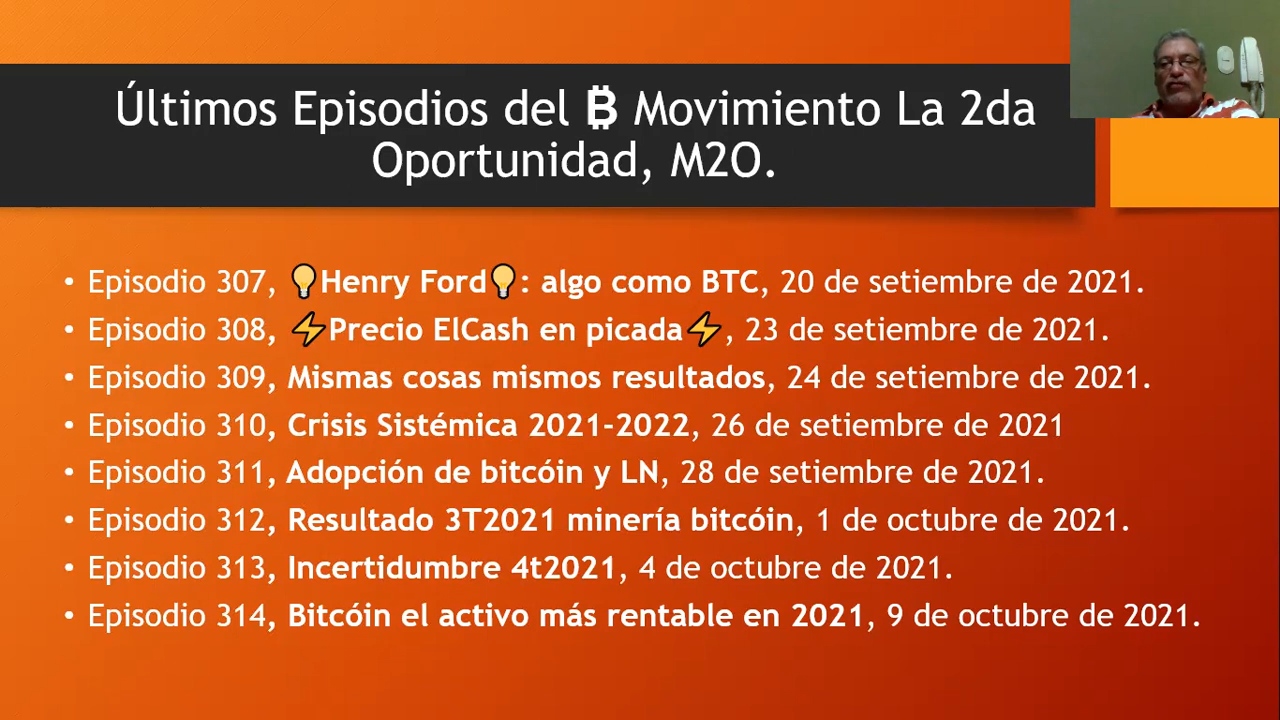 Últimos Episodios del ₿ Movimiento La 2da
Oportunidad, M2O.
• Episodio 307, 💡Henry Ford💡: algo como BTC, 20 de setiembre de 2021.
• Episodio 308, ⚡Precio ElCash en picada⚡, 23 de setiembre de 2021.
• Episodio 309, Mismas cosas mismos resultados, 24 de setiembre de 2021.
• Episodio 310, Crisis Sistémica 2021-2022, 26 de setiembre de 2021
• Episodio 311, Adopción de bitcóin y LN, 28 de setiembre de 2021.
• Episodio 312, Resultado 3T2021 minería bitcóin, 1 de octubre de 2021.
• Episodio 313, Incertidumbre 4t2021, 4 de octubre de 2021.
• Episodio 314, Bitcóin el activo más rentable en 2021, 9 de octubre de 2021.